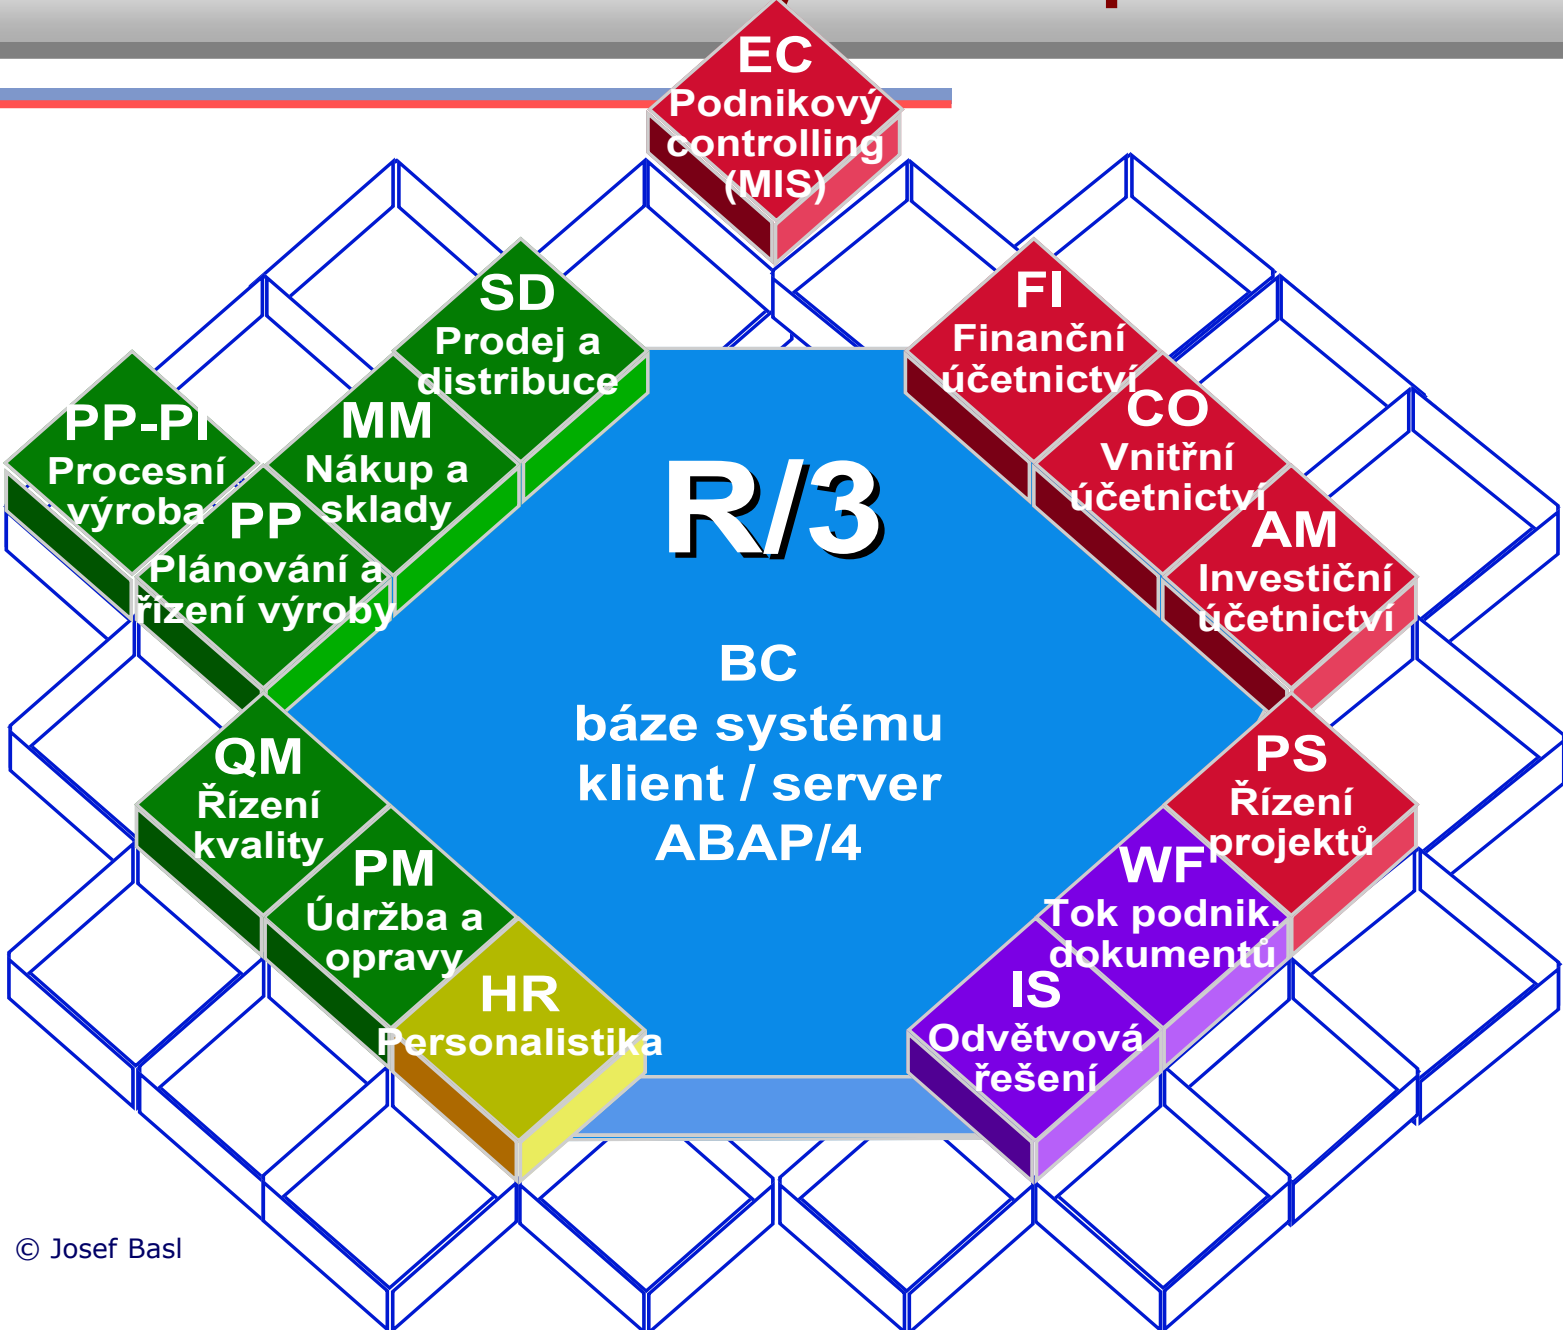 EC
Podnikový
controlling
(MIS)
SD
Prodej a
distribuce
FI
Finanční
účetnictví
PP-PI
Procesní
výroba
MM
Nákup a
sklady
CO
Vnitřní
účetnictví
PP
Plánování a
řízení výroby
AM
Investiční
účetnictví
R/3
BC
báze systému
klient / server
ABAP/4
QM
Řízení
kvality
PS
Řízení
projektů
PM
Údržba a
opravy
WF
Tok podnik.
dokumentů
HR
Personalistika
IS
Odvětvová
řešení
© Josef Basl